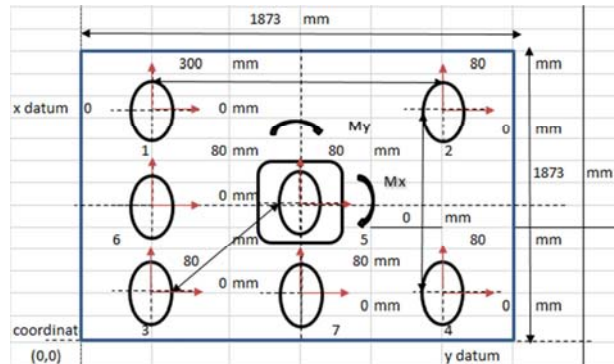 1873 mm
300 mm 80 mm
x datum 0 0 mm 0 mm
1 My 2
80 mm 80 mm
Mx 1873 mm
0 mm 0 mm
6 mm 5 80 mm
80 80 mm
0 mm 0 mm 0 mm
coordinat 3 7 4
(0,0) y datum